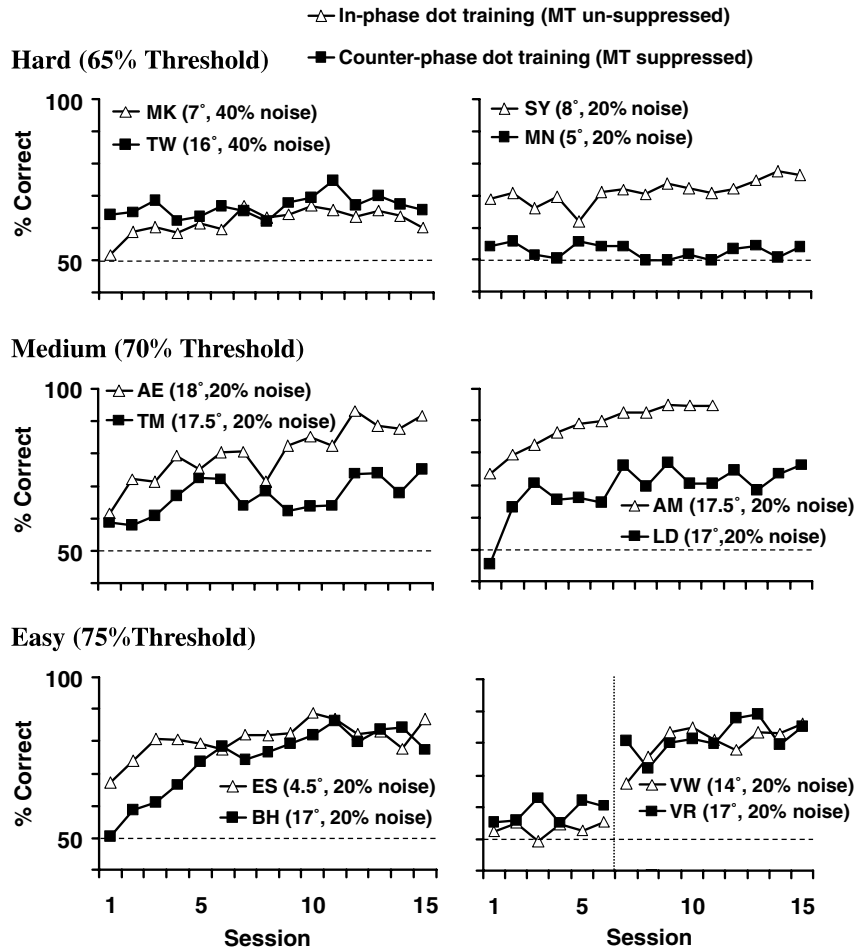 In-phase dot training (MT un-suppressed)
Counter-phase dot training (MT suppressed)
Hard (65% Threshold)
100
50
% Correct
MK (7°, 40% noise)
TW (16°, 40% noise)
SY (8°, 20% noise)
MN (5°, 20% noise)
Medium (70% Threshold)
100
50
% Correct
AE (18°,20% noise)
TM (17.5°, 20% noise)
AM (17.5°, 20% noise)
LD (17°,20% noise)
Easy (75%Threshold)
100
50
% Correct
ES (4.5°, 20% noise)
BH (17°, 20% noise)
VW (14°, 20% noise)
VR (17°, 20% noise)
1 5 10 15
Session
1 5 10 15
Session